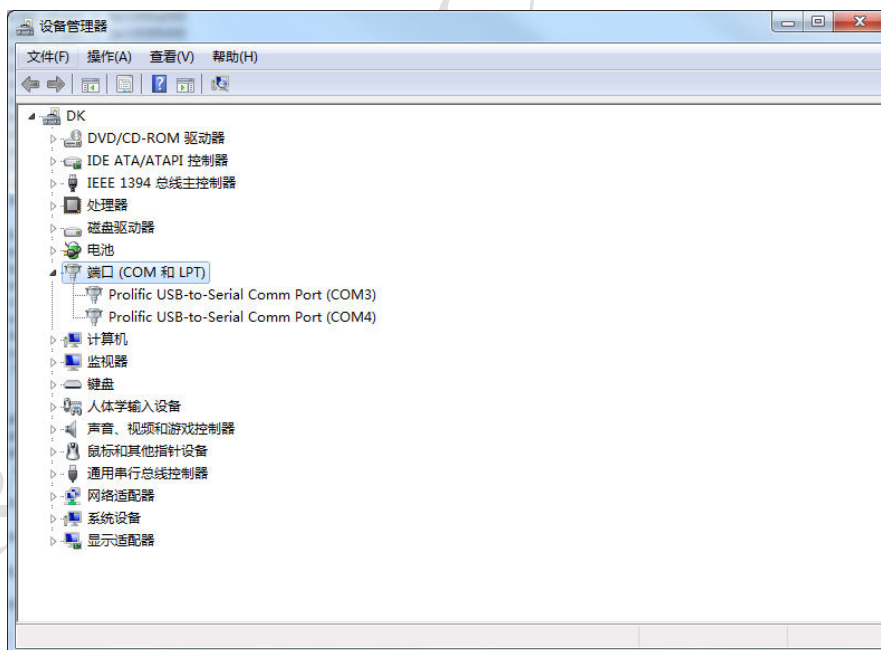 设备管理器
文件(F) 操作(A) 查看(V) 帮助(H)
DK
DVD/CD-ROM 驱动器
IDE ATA/ATAPI 控制器
IEEE 1394 总线主控制器
处理器
磁盘驱动器
电池
端口 (COM 和 LPT)
Prolific USB-to-Serial Comm Port (COM3)
Prolific USB-to-Serial Comm Port (COM4)
计算机
监视器
键盘
人体学输入设备
声音、视频和游戏控制器
鼠标和其他指针设备
通用串行总线控制器
网络适配器
系统设备
显示适配器